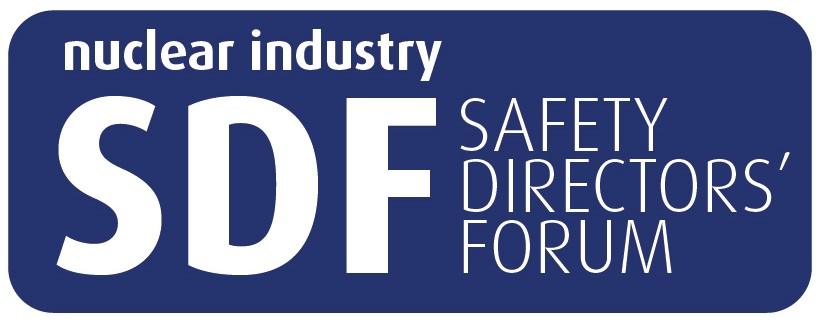 nuclear industry
SDF
SAFETY
DIRECTORS’
FORUM